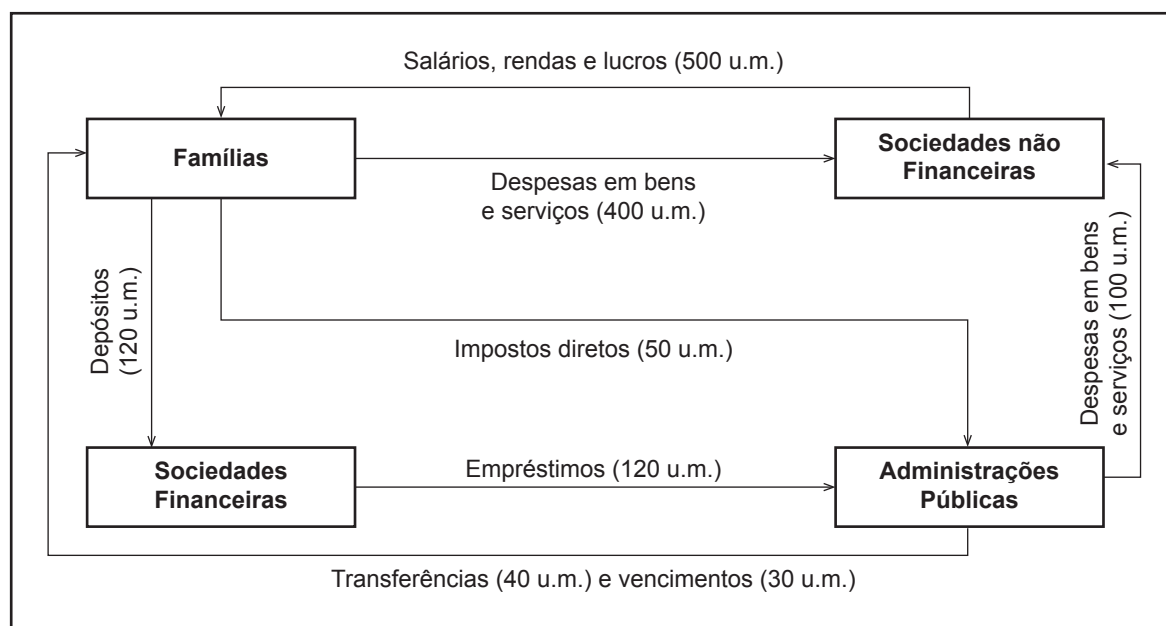 Salários, rendas e lucros (500 u.m.)
Famílias
Sociedades não
Financeiras
Despesas em bens
e serviços (400 u.m.)
Depósitos
(120 u.m.)
Despesas em bens
e serviços (100 u.m.)
Impostos diretos (50 u.m.)
Sociedades
Financeiras
Empréstimos (120 u.m.)
Administrações
Públicas
Transferências (40 u.m.) e vencimentos (30 u.m.)